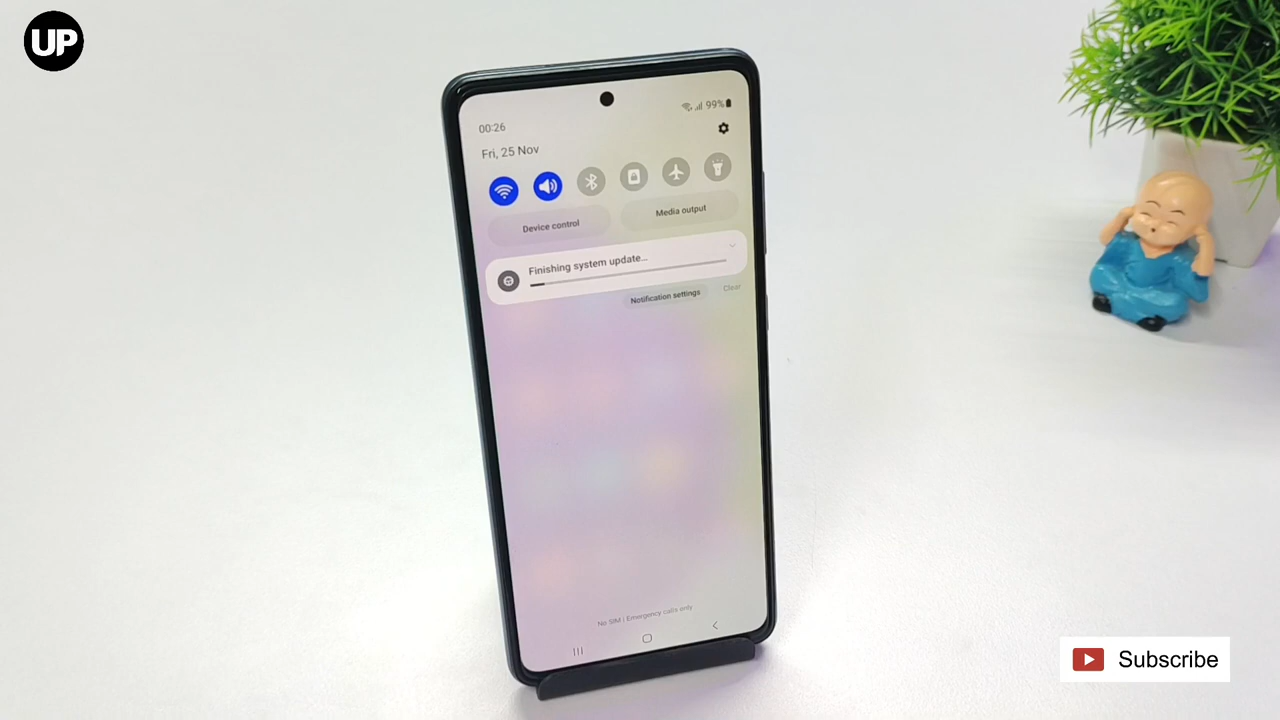 UP
00:26
99%
Fri, 25 Nov
Device control
Media output
Finishing system update...
Notification settings
Clear
No SIM | Emergency calls only
Subscribe